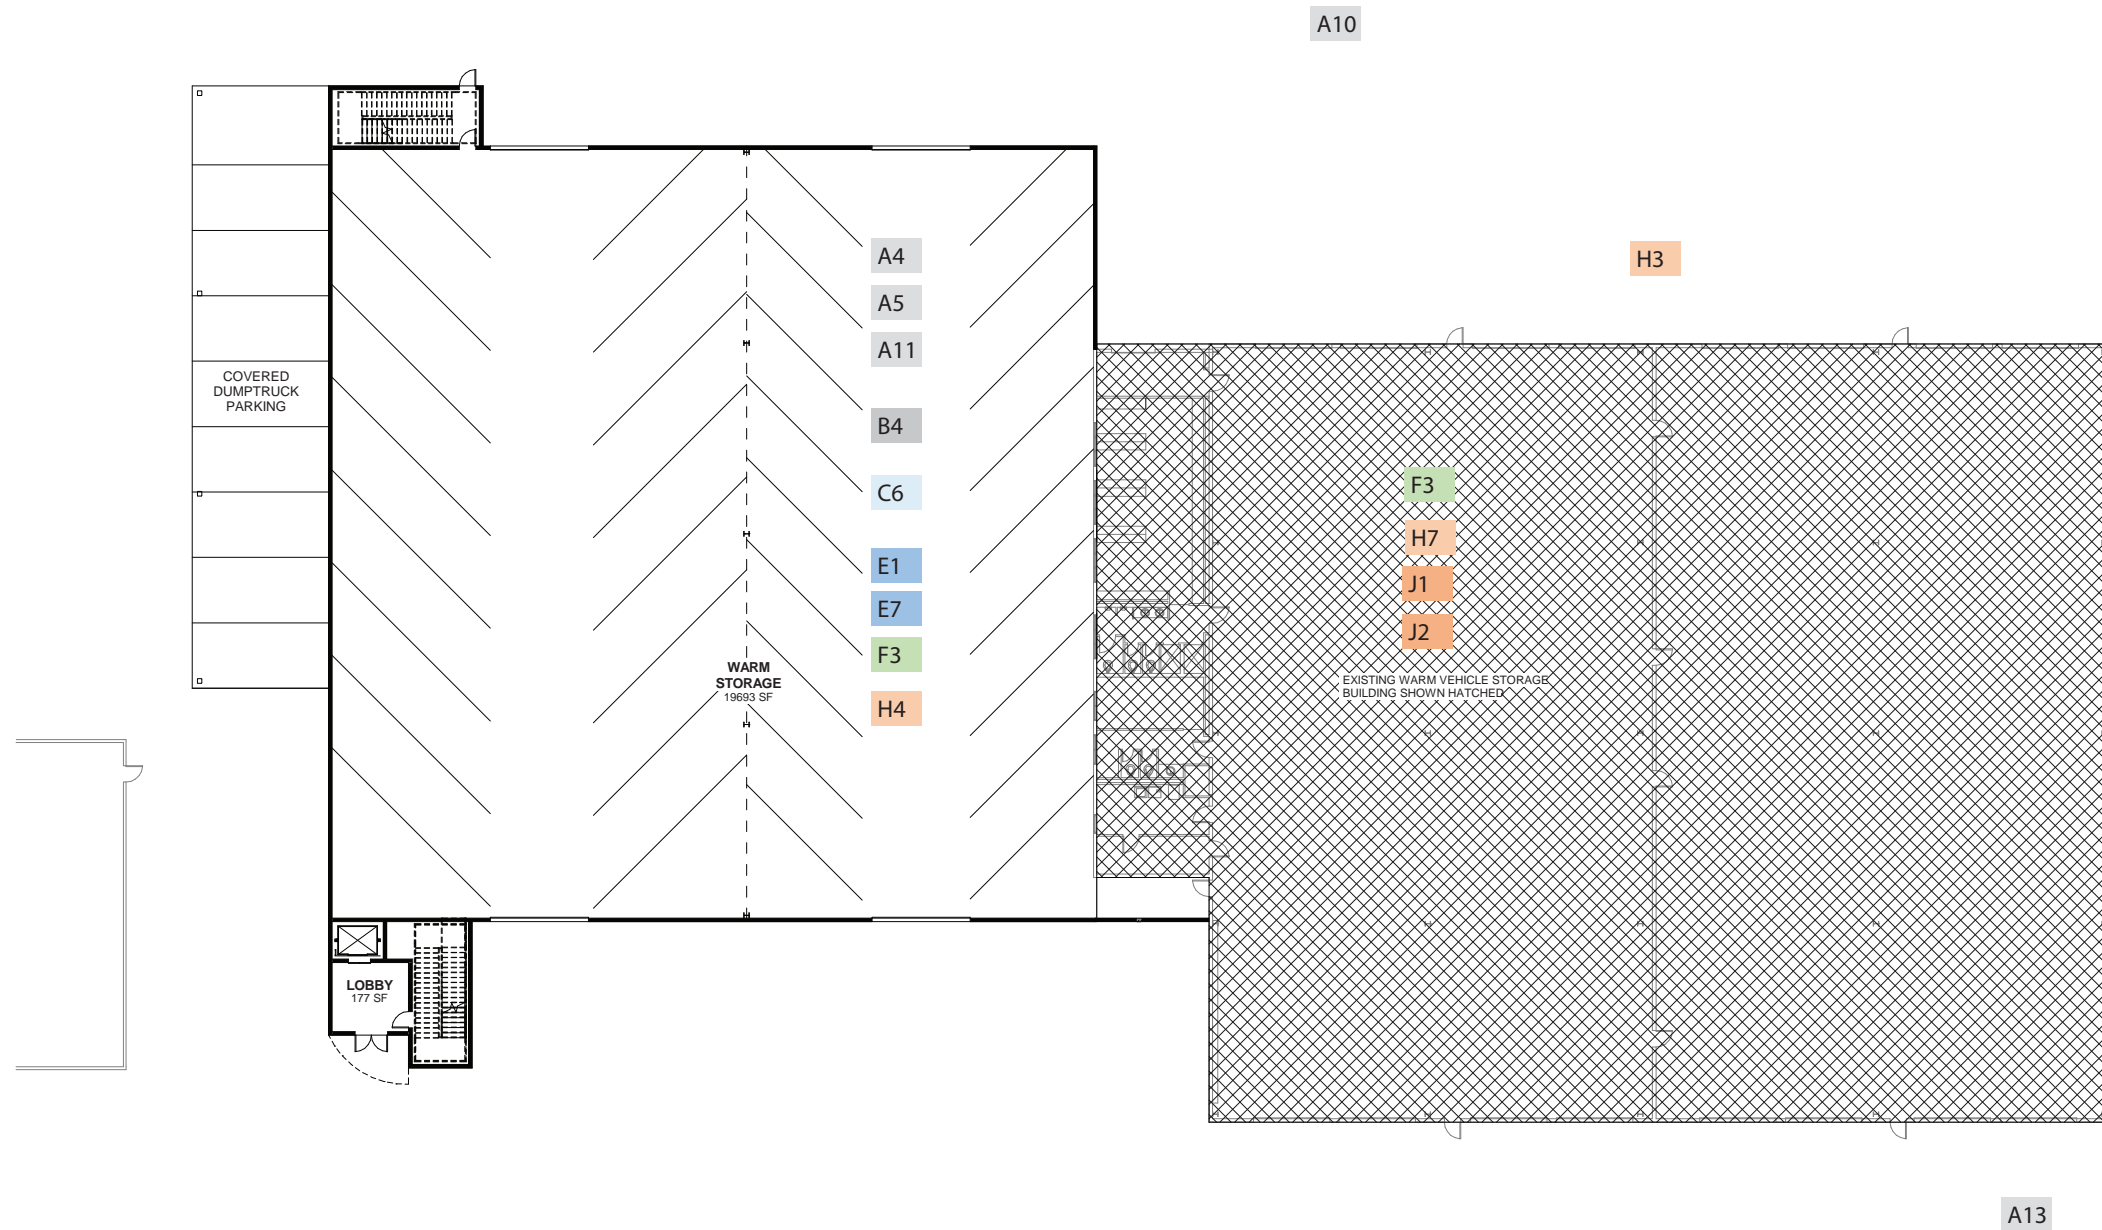 A10
A4
H3
A5
A11
COVERED
DUMPTRUCK
PARKING
B4
C6
F3
H7
E1
J1
E7
J2
F3
WARM
STORAGE
19693 SF
EXISTING WARM VEHICLE STORAGE
BUILDING SHOWN HATCHED
H4
LOBBY
177 SF
A13